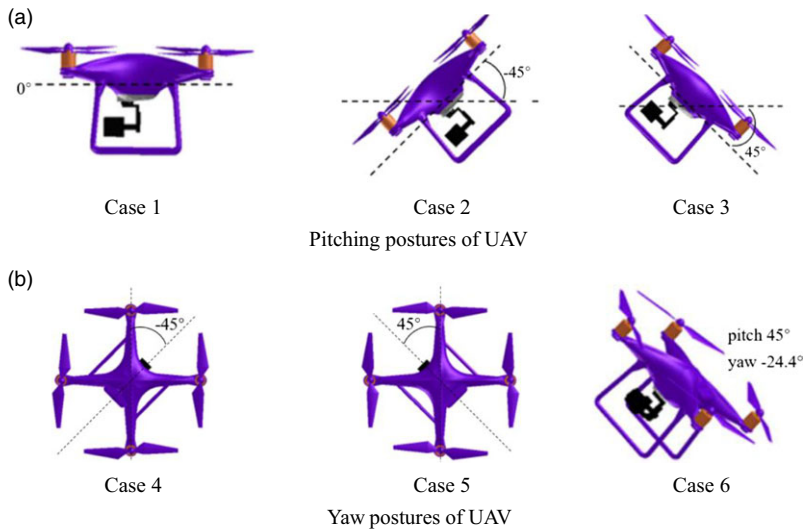 (a)
0°
-45°
45°
Case 1
Case 2
Case 3
Pitching postures of UAV
(b)
-45°
45°
pitch 45°
yaw -24.4°
Case 4
Case 5
Case 6
Yaw postures of UAV